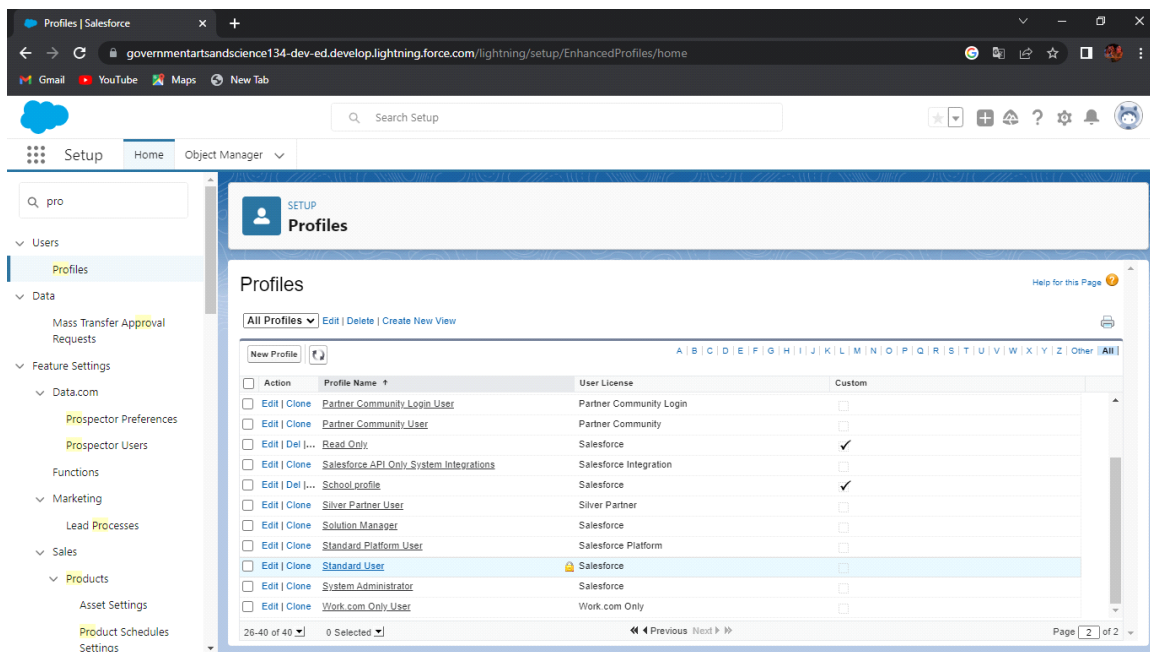 Profiles | Salesforce
governmentartsandscience134-dev-ed.develop.lightning.force.com/lightning/setup/EnhancedProfiles/home
Gmail YouTube Maps New Tab
Search Setup
Setup Home Object Manager
pro
Users
Profiles
Data
Mass Transfer Approval
Requests
Feature Settings
Data.com
Prospector Preferences
Prospector Users
Functions
Marketing
Lead Processes
Sales
Products
Asset Settings
Product Schedules
Settings
SETUP
Profiles
Profiles
Help for this Page
All Profiles Edit | Delete | Create New View
New Profile
A | B | C | D | E | F | G | H | I | J | K | L | M | N | O | P | Q | R | S | T | U | V | W | X | Y | Z | Other All
Action Profile Name ↑ User License Custom
Edit | Clone Partner Community Login User Partner Community Login
Edit | Clone Partner Community User Partner Community
Edit | Del |... Read Only Salesforce
Edit | Clone Salesforce API Only System Integrations Salesforce Integration
Edit | Del |... School profile Salesforce
Edit | Clone Silver Partner User Silver Partner
Edit | Clone Solution Manager Salesforce
Edit | Clone Standard Platform User Salesforce Platform
Edit | Clone Standard User Salesforce
Edit | Clone System Administrator Salesforce
Edit | Clone Work.com Only User Work.com Only
26-40 of 40 0 Selected Previous Next Page 2 of 2